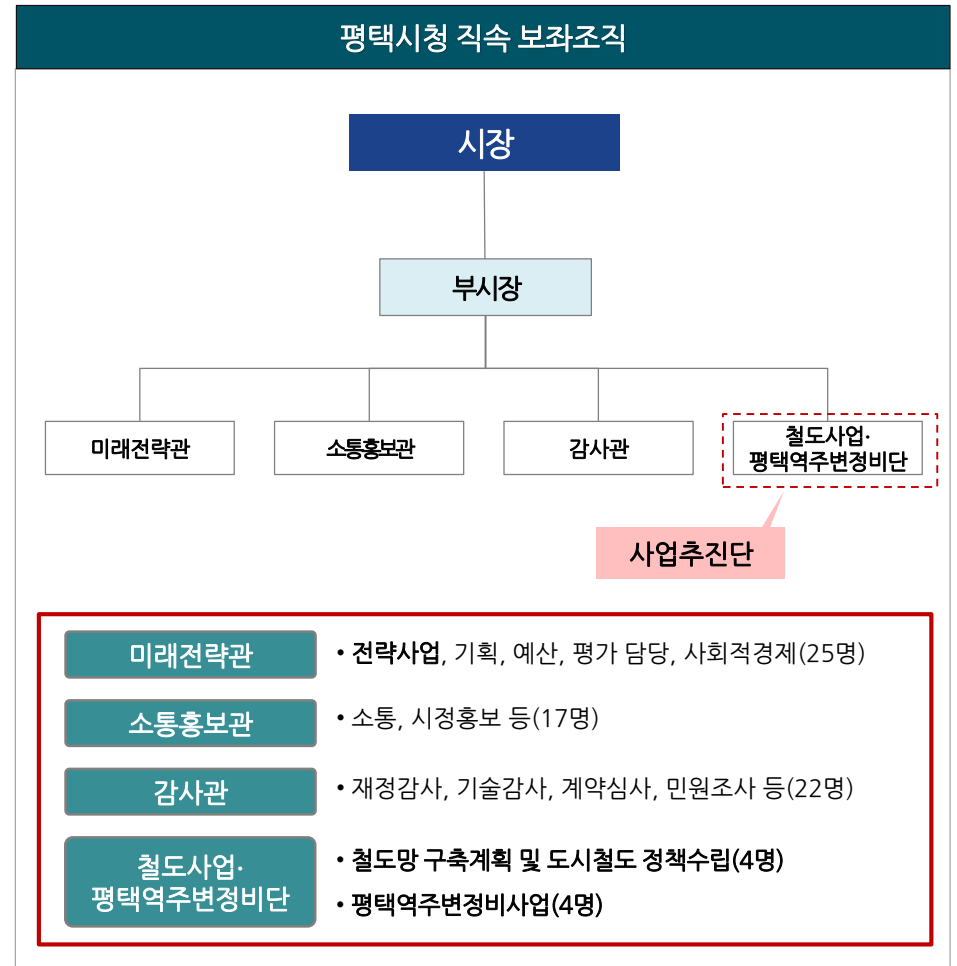 평택시청 직속 보좌조직
시장
부시장
미래전략관
소통홍보관
감사관
철도사업·
평택역주변정비단
사업추진단
미래전략관
• 전략사업, 기획, 예산, 평가 담당, 사회적경제(25명)
소통홍보관
• 소통, 시정홍보 등(17명)
감사관
• 재정감사, 기술감사, 계약심사, 민원조사 등(22명)
철도사업·
평택역주변정비단
• 철도망 구축계획 및 도시철도 정책수립(4명)
• 평택역주변정비사업(4명)